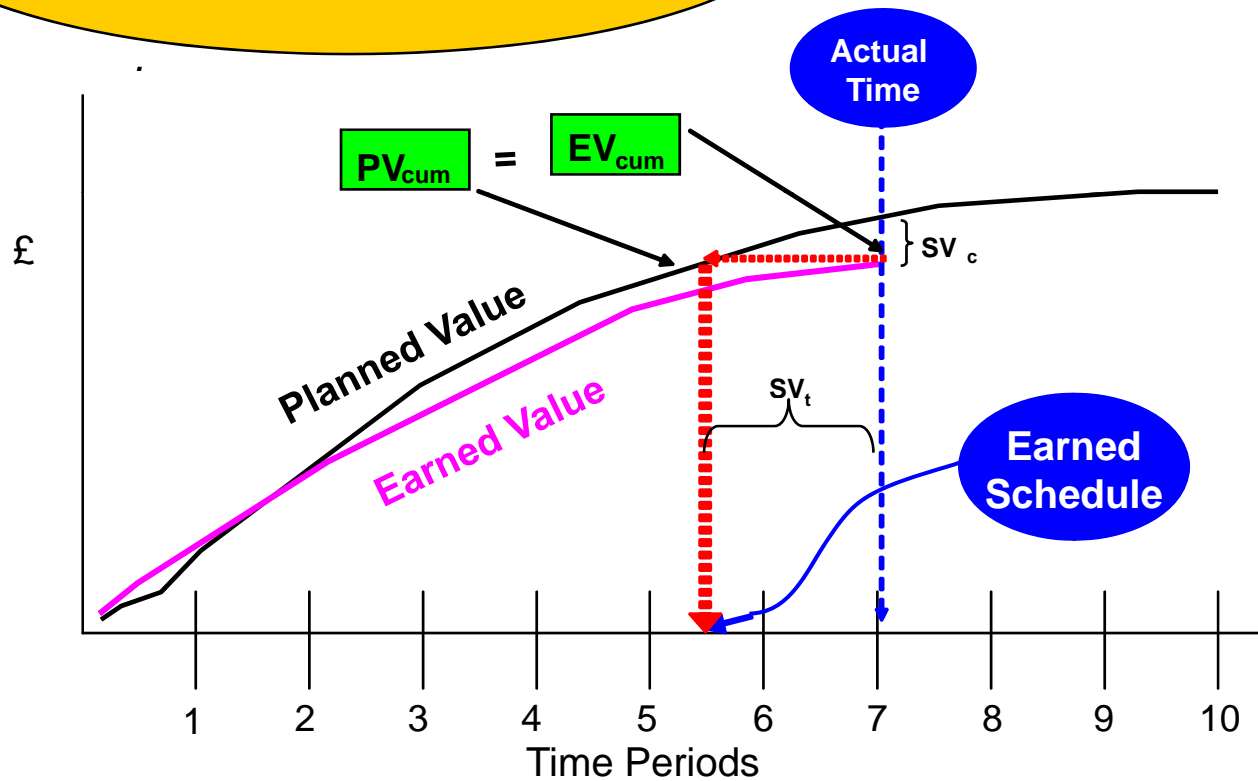 .
Actual
Time
PVcum = EVcum
£
SV c
Planned Value
SVt
Earned Value
Earned
Schedule
1 2 3 4 5 6 7 8 9 10
Time Periods